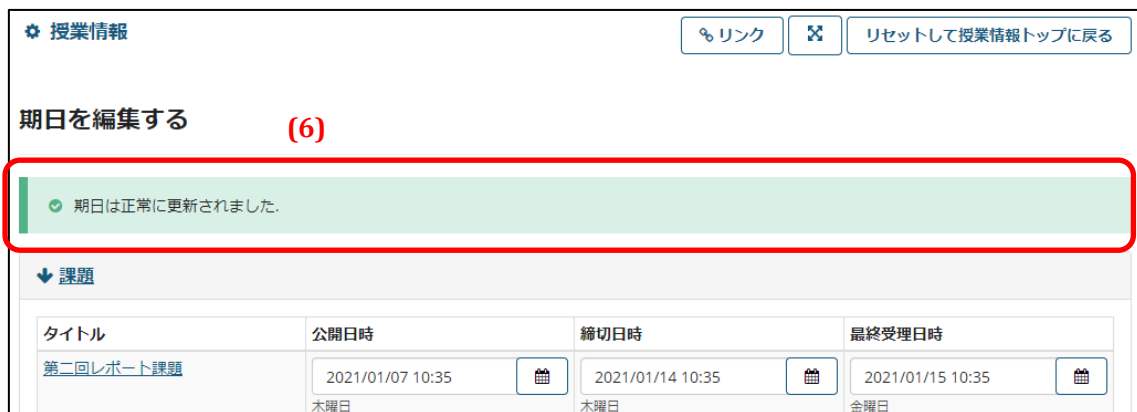 授業情報 リンク リセットして授業情報トップに戻る
期日を編集する
(6)
期日は正常に更新されました.
課題
タイトル 公開日時 締切日時 最終受理日時
第二回レポート課題 2021/01/07 10:35 2021/01/14 10:35 2021/01/15 10:35
木曜日 木曜日 金曜日